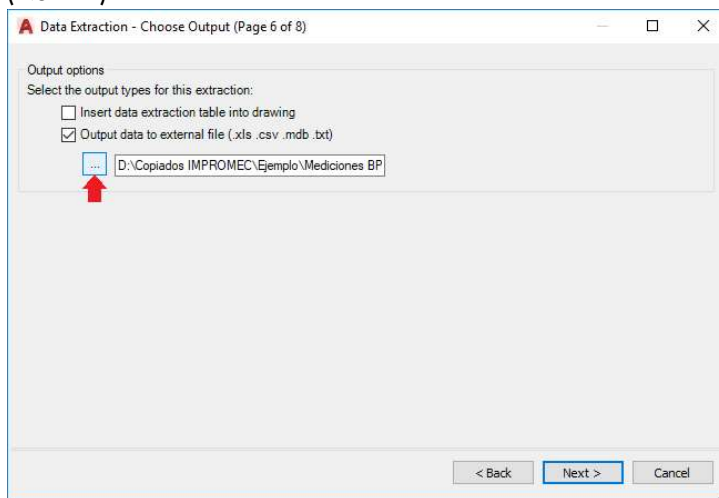 Data Extraction - Choose Output (Page 6 of 8)
Output options
Select the output types for this extraction:
Insert data extraction table into drawing
Output data to external file (.xls .csv .mdb .txt)
... D:\Copiados IMPROMEC\Ejemplo\Mediciones BP
< Back Next > Cancel